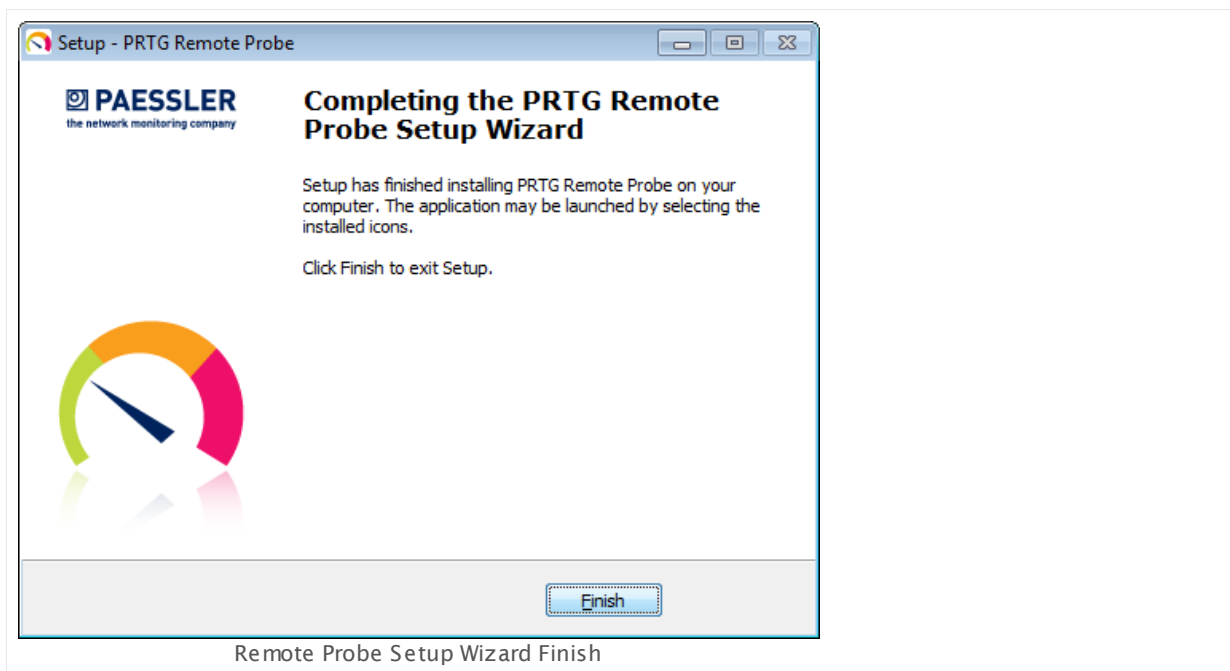 Setup - PRTG Remote Probe
PAESSLER
the network monitoring company
Completing the PRTG Remote
Probe Setup Wizard
Setup has finished installing PRTG Remote Probe on your
computer. The application may be launched by selecting the
installed icons.
Click Finish to exit Setup.
Finish
Remote Probe Setup Wizard Finish